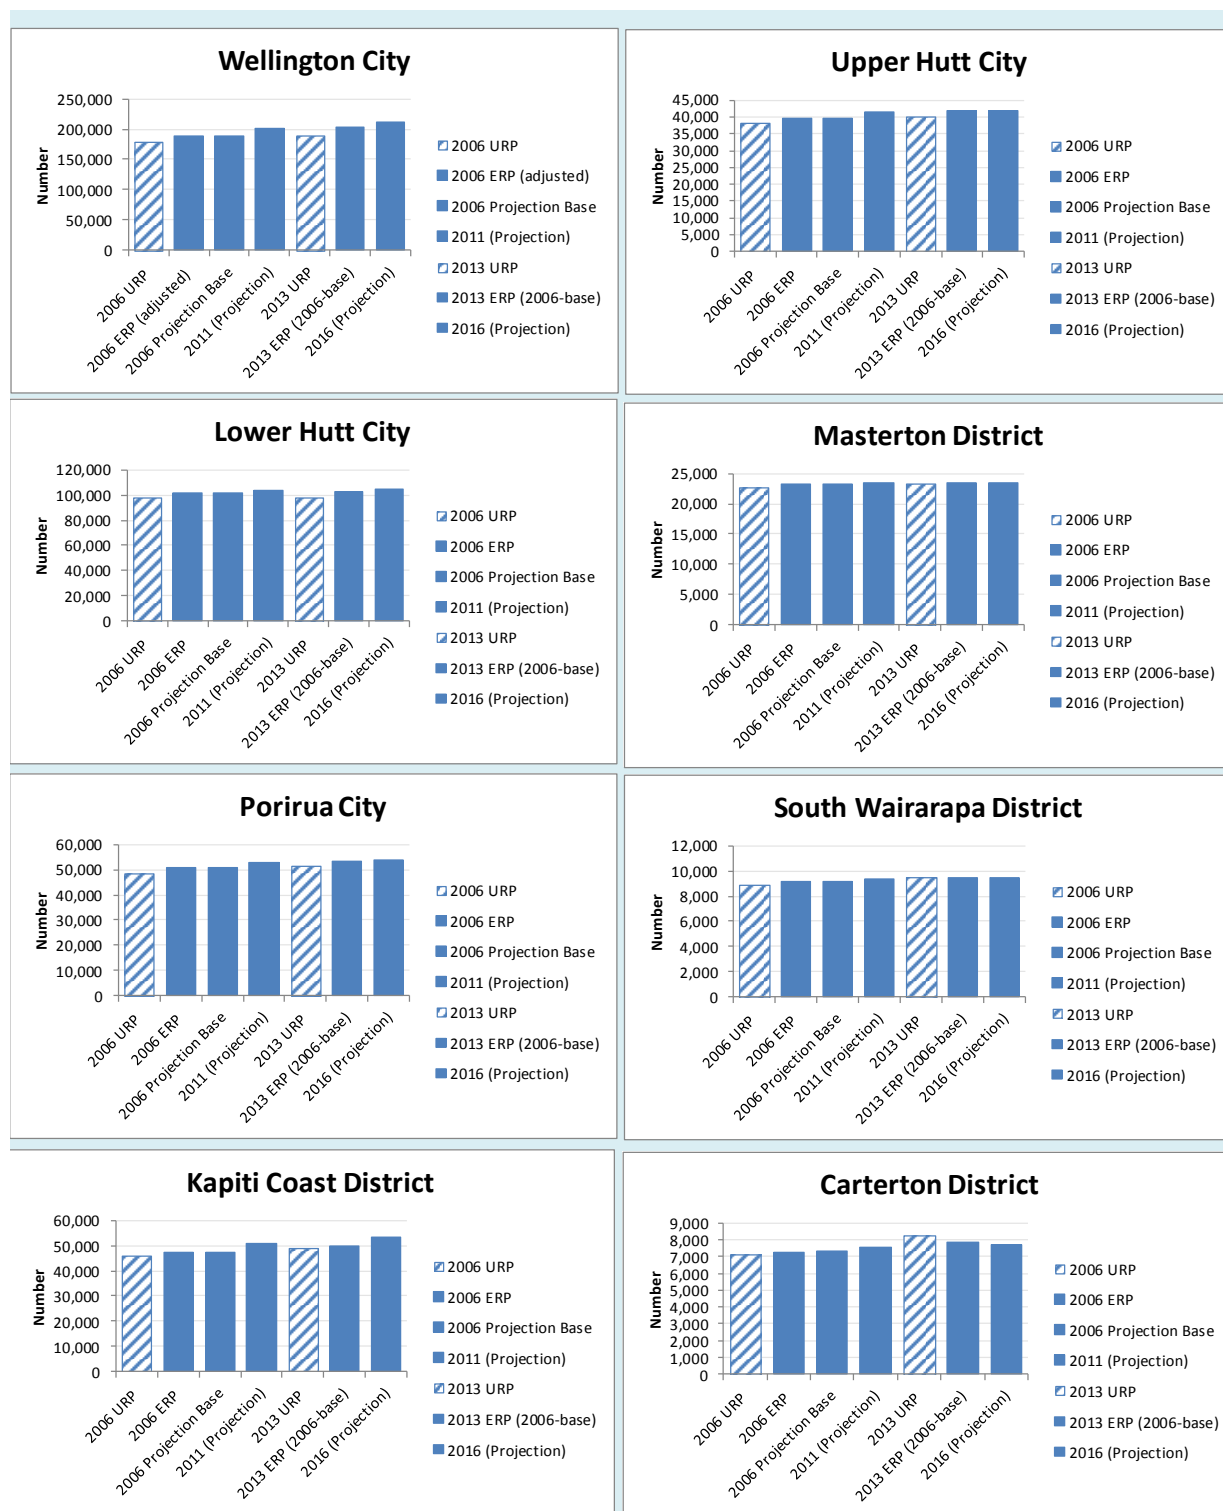 Wellington City
250,000
200,000
150,000
100,000
50,000
0
Number
2006 URP
2006 ERP (adjusted)
2006 Projection Base
2011 (Projection)
2013 URP
2013 ERP (2006-base)
2016 (Projection)
2006 URP
2006 ERP (adjusted)
2006 Projection Base
2011 (Projection)
2013 URP
2013 ERP (2006-base)
2016 (Projection)
Upper Hutt City
45,000
40,000
35,000
30,000
25,000
20,000
15,000
10,000
5,000
0
Number
2006 URP
2006 ERP
2006 Projection Base
2011 (Projection)
2013 URP
2013 ERP (2006-base)
2016 (Projection)
2006 URP
2006 ERP
2006 Projection Base
2011 (Projection)
2013 URP
2013 ERP (2006-base)
2016 (Projection)
Lower Hutt City
120,000
100,000
80,000
60,000
40,000
20,000
0
Number
2006 URP
2006 ERP
2006 Projection Base
2011 (Projection)
2013 URP
2013 ERP (2006-base)
2016 (Projection)
2006 URP
2006 ERP
2006 Projection Base
2011 (Projection)
2013 URP
2013 ERP (2006-base)
2016 (Projection)
Masterton District
25,000
20,000
15,000
10,000
5,000
0
Number
2006 URP
2006 ERP
2006 Projection Base
2011 (Projection)
2013 URP
2013 ERP (2006-base)
2016 (Projection)
2006 URP
2006 ERP
2006 Projection Base
2011 (Projection)
2013 URP
2013 ERP (2006-base)
2016 (Projection)
Porirua City
60,000
50,000
40,000
30,000
20,000
10,000
0
Number
2006 URP
2006 ERP
2006 Projection Base
2011 (Projection)
2013 URP
2013 ERP (2006-base)
2016 (Projection)
2006 URP
2006 ERP
2006 Projection Base
2011 (Projection)
2013 URP
2013 ERP (2006-base)
2016 (Projection)
South Wairarapa District
12,000
10,000
8,000
6,000
4,000
2,000
0
Number
2006 URP
2006 ERP
2006 Projection Base
2011 (Projection)
2013 URP
2013 ERP (2006-base)
2016 (Projection)
2006 URP
2006 ERP
2006 Projection Base
2011 (Projection)
2013 URP
2013 ERP (2006-base)
2016 (Projection)
Kapiti Coast District
60,000
50,000
40,000
30,000
20,000
10,000
0
Number
2006 URP
2006 ERP
2006 Projection Base
2011 (Projection)
2013 URP
2013 ERP (2006-base)
2016 (Projection)
2006 URP
2006 ERP
2006 Projection Base
2011 (Projection)
2013 URP
2013 ERP (2006-base)
2016 (Projection)
Carterton District
9,000
8,000
7,000
6,000
5,000
4,000
3,000
2,000
1,000
0
Number
2006 URP
2006 ERP
2006 Projection Base
2011 (Projection)
2013 URP
2013 ERP (2006-base)
2016 (Projection)
2006 URP
2006 ERP
2006 Projection Base
2011 (Projection)
2013 URP
2013 ERP (2006-base)
2016 (Projection)